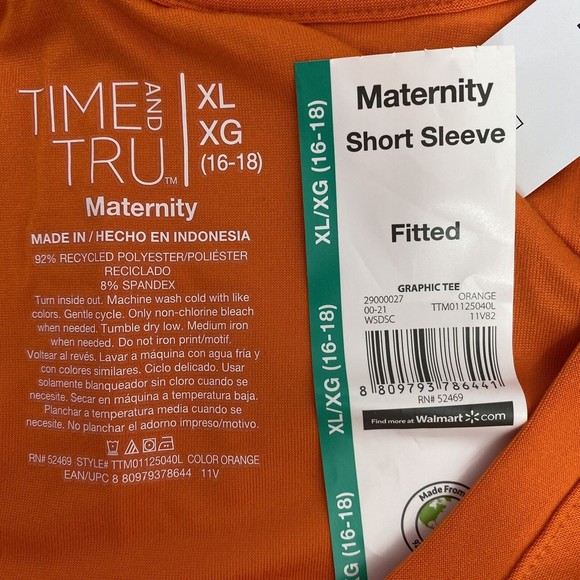 TIME AND TRU™
XL
XG
(16-18)
Maternity
MADE IN / HECHO EN INDONESIA
92% RECYCLED POLYESTER/POLIÉSTER
RECICLADO
8% SPANDEX
Turn inside out. Machine wash cold with like
colors. Gentle cycle. Only non-chlorine bleach
when needed. Tumble dry low. Medium iron
when needed. Do not iron print/motif.
Voltear al revés. Lavar a máquina con agua fría y
con colores similares. Ciclo delicado. Usar
solamente blanqueador sin cloro cuando se
necesite. Secar en máquina a temperatura baja.
Planchar a temperatura media cuando se
necesite. No planchar el adorno impreso/motivo.
RN# 52469 STYLE# TTM01125040L COLOR ORANGE
EAN/UPC 8 80979378644 11V
XL/XG (16-18)
XL/XG (16-18)
XL/XG (16-18)
Maternity
Short Sleeve
Fitted
GRAPHIC TEE
29000027 ORANGE
00-21 TTM01125040L
WSDSC 11V82
8 809793 786441
RN# 52469
Find more at Walmart.com
Made From